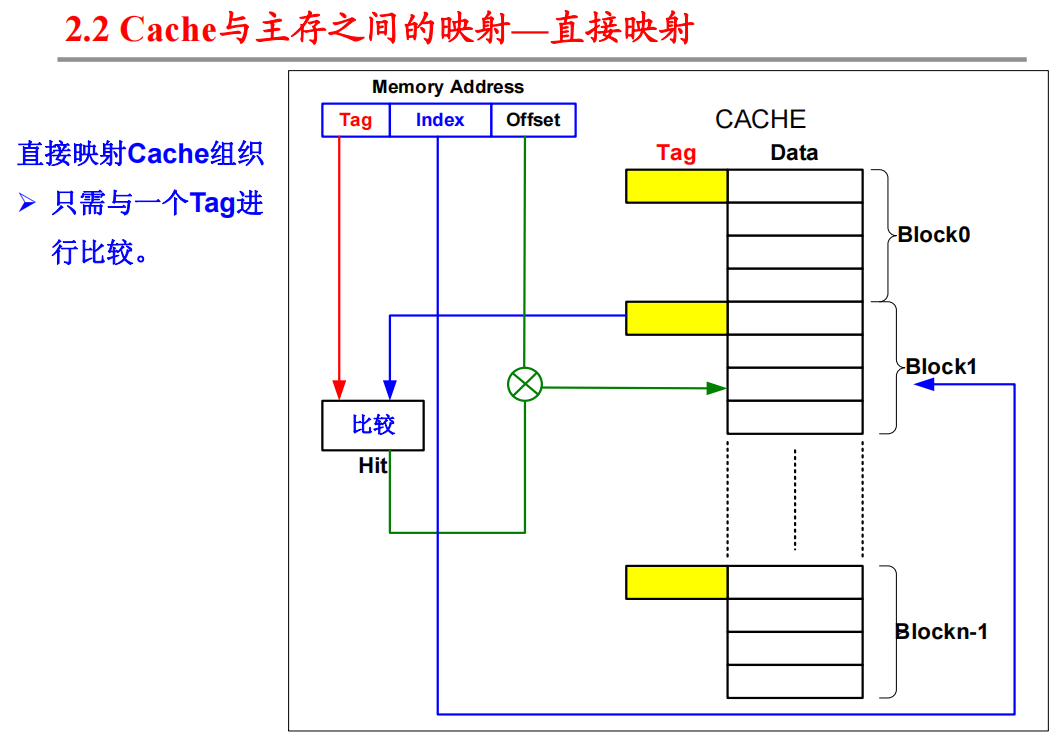 2.2 Cache与主存之间的映射—直接映射
直接映射Cache组织
➢ 只需与一个Tag进
行比较。
Memory Address
Tag Index Offset
CACHE
Tag Data
Block0
Block1
比较
Hit
Blockn-1